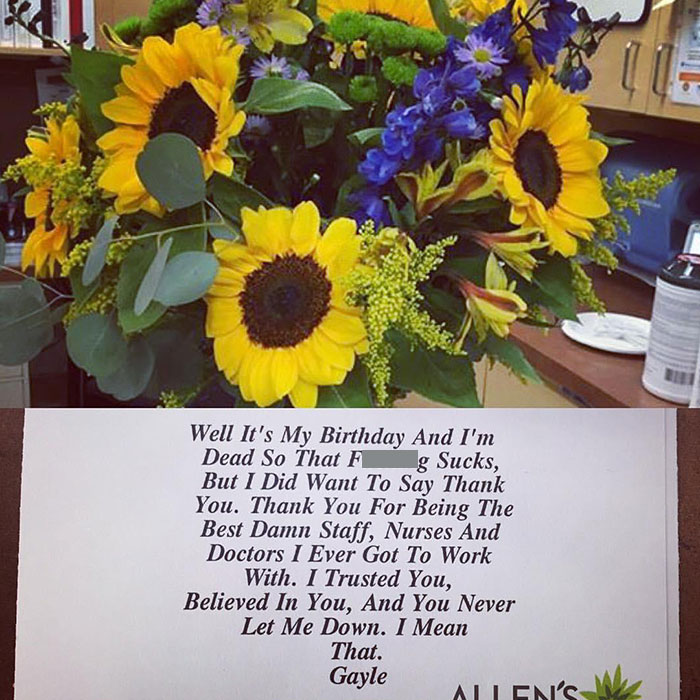 Well It's My Birthday And I'm
Dead So That F g Sucks,
But I Did Want To Say Thank
You. Thank You For Being The
Best Damn Staff, Nurses And
Doctors I Ever Got To Work
With. I Trusted You,
Believed In You, And You Never
Let Me Down. I Mean
That.
Gayle
ALLEN'S